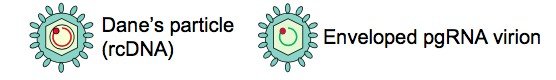 Dane's particle
(rcDNA)
Enveloped pgRNA virion